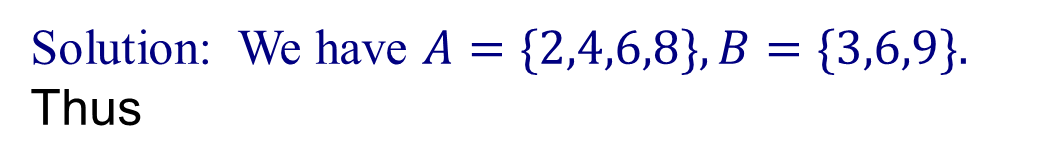 Solution: We have A = {2,4,6,8}, B = {3,6,9}.
Thus